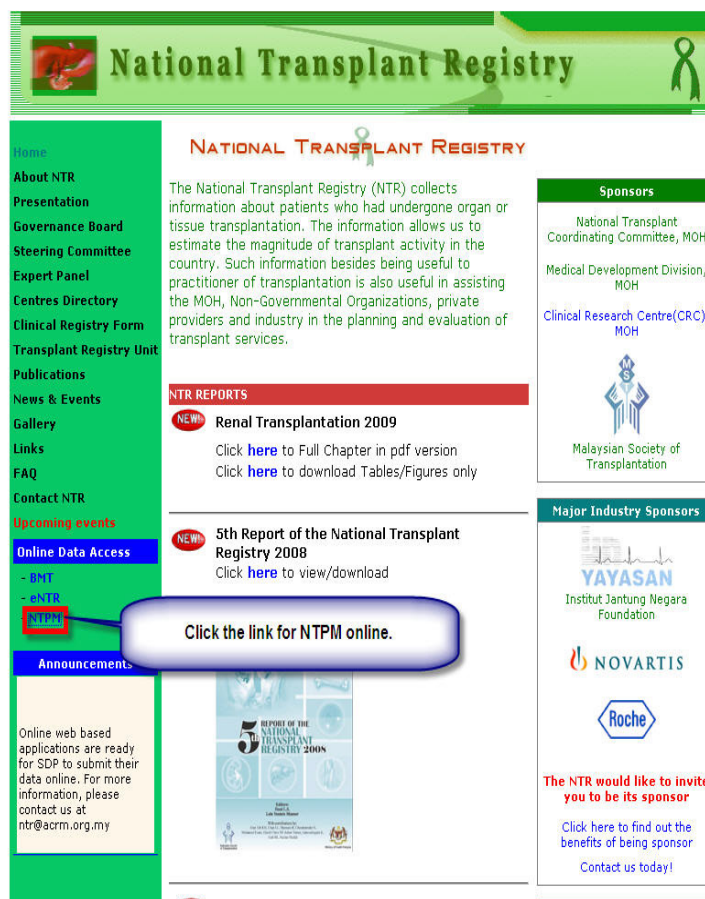 National Transplant Registry
Home
About NTR
Presentation
Governance Board
Steering Committee
Expert Panel
Centres Directory
Clinical Registry Form
Transplant Registry Unit
Publications
News & Events
Gallery
Links
FAQ
Contact NTR
Upcoming events
Online Data Access
- BMT
- eNTR
- NTPM
Announcements
Online web based
applications are ready
for SDP to submit their
data online. For more
information, please
contact us at
ntr@acrm.org.my
NATIONAL TRANSPLANT REGISTRY
The National Transplant Registry (NTR) collects
information about patients who had undergone organ or
tissue transplantation. The information allows us to
estimate the magnitude of transplant activity in the
country. Such information besides being useful to
practitioner of transplantation is also useful in assisting
the MOH, Non-Governmental Organizations, private
providers and industry in the planning and evaluation of
transplant services.
NTR REPORTS
NEW!
Renal Transplantation 2009
Click here to Full Chapter in pdf version
Click here to download Tables/Figures only
NEW!
5th Report of the National Transplant
Registry 2008
Click here to view/download
Click the link for NTPM online.
5th REPORT OF THE
NATIONAL
TRANSPLANT
REGISTRY 2008
Sponsors
National Transplant
Coordinating Committee, MOH
Medical Development Division,
MOH
Clinical Research Centre(CRC)
MOH
MST
Malaysian Society of
Transplantation
Major Industry Sponsors
YAYASAN
Institut Jantung Negara
Foundation
NOVARTIS
Roche
The NTR would like to invite
you to be its sponsor
Click here to find out the
benefits of being sponsor
Contact us today!